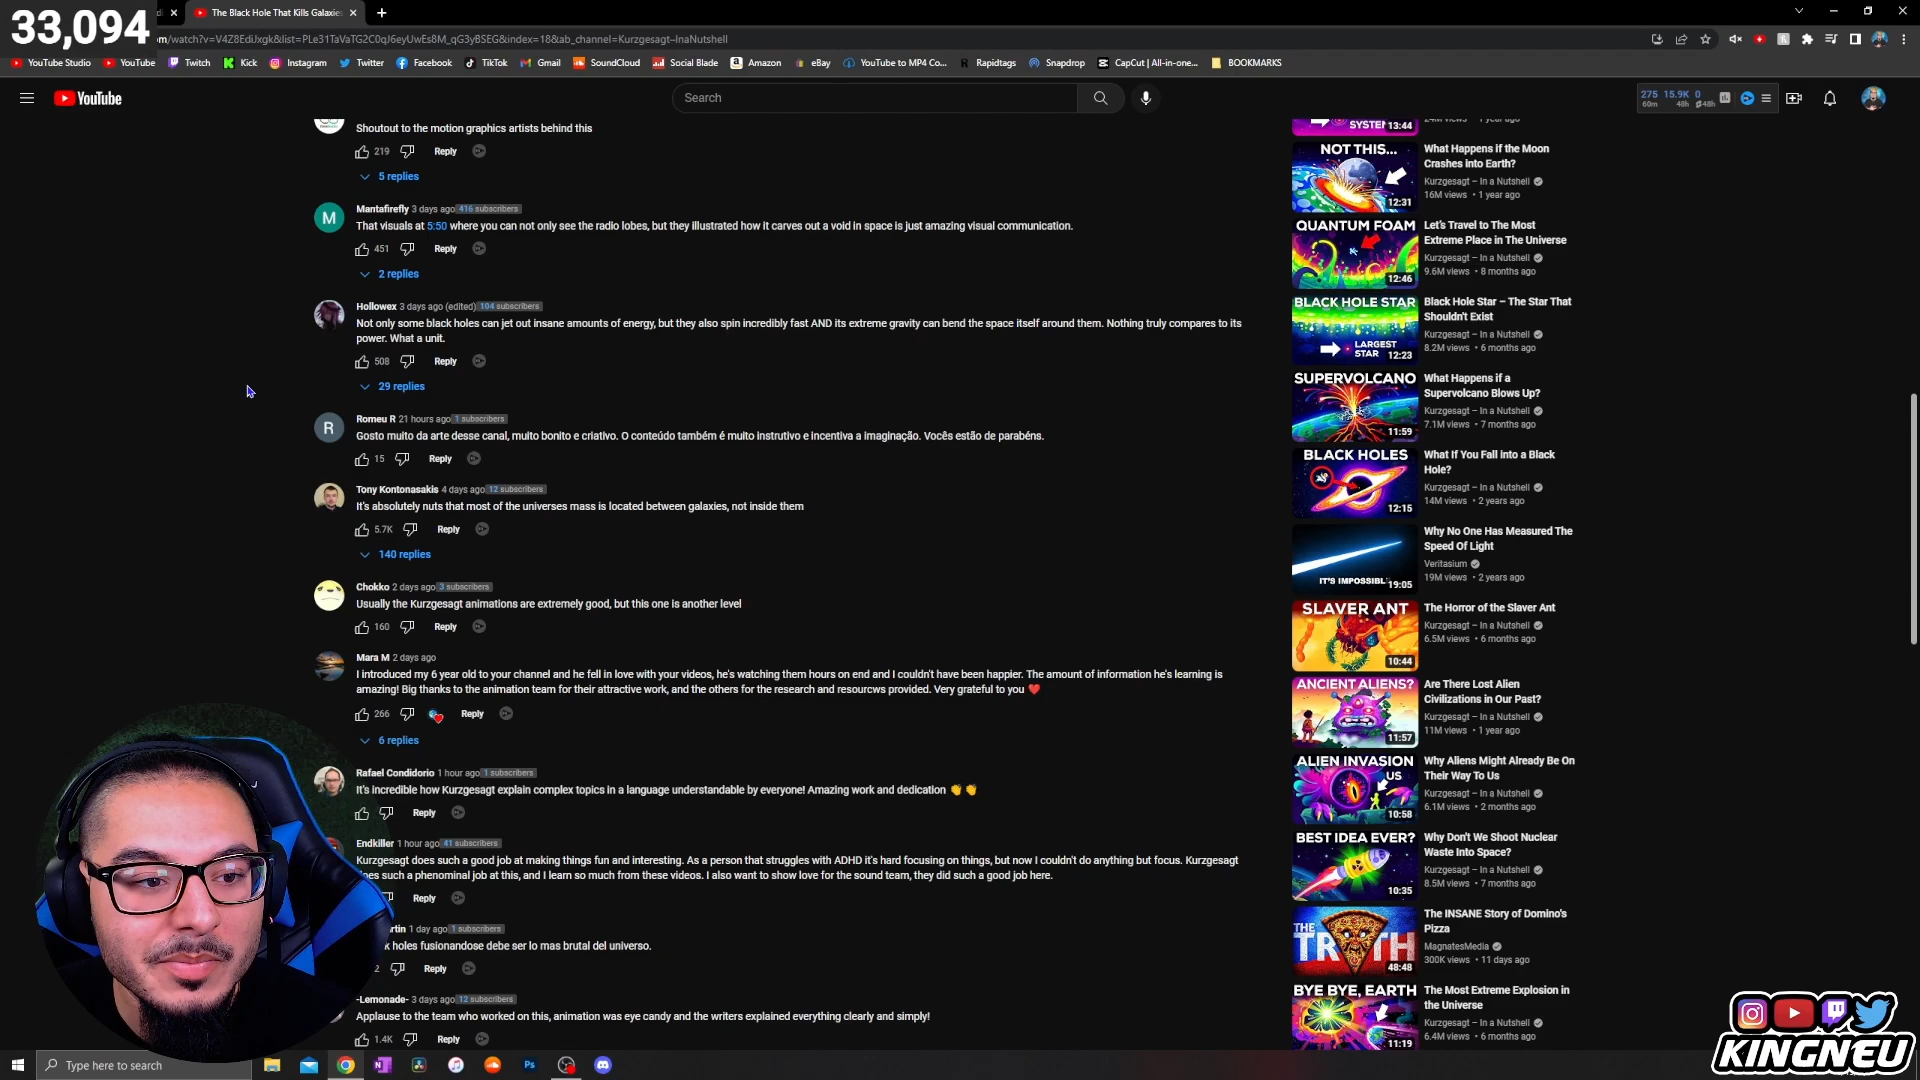 33,094
The Black Hole That Kills Galaxies
m/watch?v=V4Z8EdiJxgk&list=PLe31TaVaTG2C0qJ6eyUwEs8M_qG3yBSEG&index=18&ab_channel=Kurzgesagt–InaNutshell
YouTube Studio YouTube Twitch Kick Instagram Twitter Facebook TikTok Gmail SoundCloud Social Blade Amazon eBay YouTube to MP4 Co... Rapidtags Snapdrop CapCut | All-in-one... BOOKMARKS
YouTube
Search
275 15.9K 0
60m 48h 48h
Shoutout to the motion graphics artists behind this
219 Reply
5 replies
Mantafirefly 3 days ago 416 subscribers
That visuals at 5:50 where you can not only see the radio lobes, but they illustrated how it carves out a void in space is just amazing visual communication.
451 Reply
2 replies
Hollowex 3 days ago (edited) 104 subscribers
Not only some black holes can jet out insane amounts of energy, but they also spin incredibly fast AND its extreme gravity can bend the space itself around them. Nothing truly compares to its
power. What a unit.
508 Reply
29 replies
Romeu R 21 hours ago 1 subscribers
Gosto muito da arte desse canal, muito bonito e criativo. O conteúdo também é muito instrutivo e incentiva a imaginação. Vocês estão de parabéns.
15 Reply
Tony Kontonasakis 4 days ago 12 subscribers
It's absolutely nuts that most of the universes mass is located between galaxies, not inside them
5.7K Reply
140 replies
Chokko 2 days ago 3 subscribers
Usually the Kurzgesagt animations are extremely good, but this one is another level
160 Reply
Mara M 2 days ago
I introduced my 6 year old to your channel and he fell in love with your videos, he's watching them hours on end and I couldn't have been happier. The amount of information he's learning is
amazing! Big thanks to the animation team for their attractive work, and the others for the research and resourcws provided. Very grateful to you ❤️
266 Reply
6 replies
Rafael Condidorio 1 hour ago 1 subscribers
It's incredible how Kurzgesagt explain complex topics in a language understandable by everyone! Amazing work and dedication 👏 👏
Reply
Endkiller 1 hour ago 41 subscribers
Kurzgesagt does such a good job at making things fun and interesting. As a person that struggles with ADHD it's hard focusing on things, but now I couldn't do anything but focus. Kurzgesagt
es such a phenominal job at this, and I learn so much from these videos. I also want to show love for the sound team, they did such a good job here.
Reply
rtin 1 day ago 1 subscribers
k holes fusionandose debe ser lo mas brutal del universo.
2 Reply
-Lemonade- 3 days ago 12 subscribers
Applause to the team who worked on this, animation was eye candy and the writers explained everything clearly and simply!
1.4K Reply
SYSTEM
13:44
24M views • 1 year ago
NOT THIS...
12:31
What Happens if the Moon
Crashes into Earth?
Kurzgesagt – In a Nutshell
16M views • 1 year ago
QUANTUM FOAM
12:46
Let's Travel to The Most
Extreme Place in The Universe
Kurzgesagt – In a Nutshell
9.6M views • 8 months ago
BLACK HOLE STAR
LARGEST
STAR
12:23
Black Hole Star – The Star That
Shouldn't Exist
Kurzgesagt – In a Nutshell
8.2M views • 6 months ago
SUPERVOLCANO
11:59
What Happens if a
Supervolcano Blows Up?
Kurzgesagt – In a Nutshell
7.1M views • 7 months ago
BLACK HOLES
12:15
What If You Fall into a Black
Hole?
Kurzgesagt – In a Nutshell
14M views • 2 years ago
IT'S IMPOSSIBL
19:05
Why No One Has Measured The
Speed Of Light
Veritasium
19M views • 2 years ago
SLAVER ANT
10:44
The Horror of the Slaver Ant
Kurzgesagt – In a Nutshell
6.5M views • 6 months ago
ANCIENT ALIENS?
11:57
Are There Lost Alien
Civilizations in Our Past?
Kurzgesagt – In a Nutshell
11M views • 1 year ago
ALIEN INVASION
US
10:58
Why Aliens Might Already Be On
Their Way To Us
Kurzgesagt – In a Nutshell
6.1M views • 2 months ago
BEST IDEA EVER?
10:35
Why Don't We Shoot Nuclear
Waste Into Space?
Kurzgesagt – In a Nutshell
8.5M views • 7 months ago
THE
TRUTH
48:48
The INSANE Story of Domino's
Pizza
MagnatesMedia
300K views • 11 days ago
BYE BYE, EARTH
11:19
The Most Extreme Explosion in
the Universe
Kurzgesagt – In a Nutshell
6.4M views • 6 months ago
KINGNEU
Type here to search
Ps